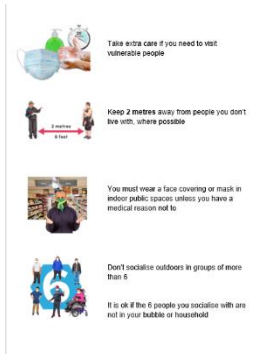 Take extra care if you need to visit
vulnerable people
Keep 2 metres away from people you don't
live with, where possible
2 metres
6 feet
You must wear a face covering or mask in
indoor public spaces unless you have a
medical reason not to
Don't socialise outdoors in groups of more
than 6
6
It is ok if the 6 people you socialise with are
not in your bubble or household